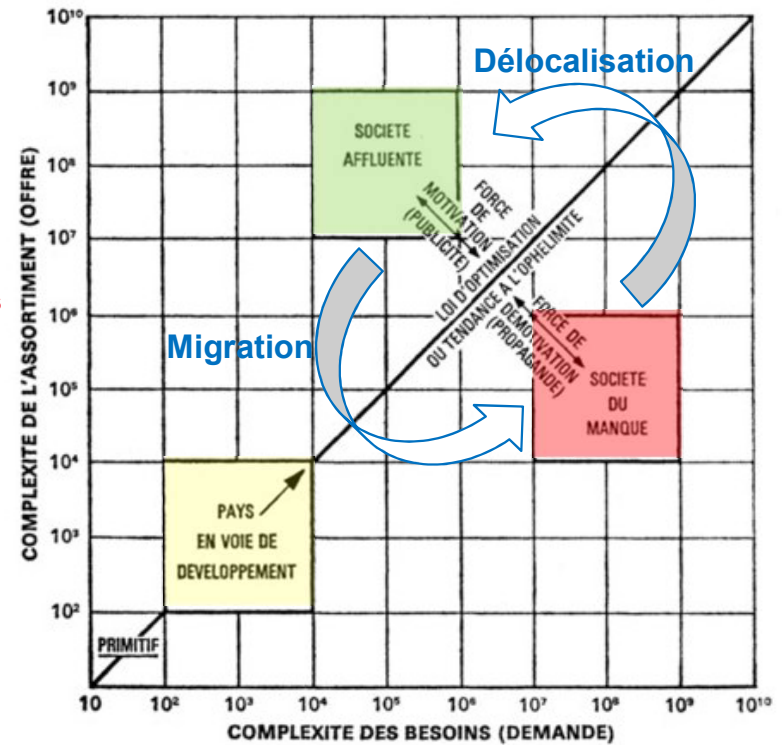 10¹⁰
Délocalisation
10⁹
SOCIETE
AFFLUENTE
10⁸
FORCE
DE
MOTIVATION
(PUBLICITE)
10⁷
LOI D'OPTIMISATION
OU TENDANCE A L'OPHELIMITE
10⁶
FORCE DE
DEMOTIVATION
(PROPAGANDE)
Migration
SOCIETE
DU
MANQUE
10⁵
10⁴
PAYS
EN VOIE DE
DEVELOPPEMENT
10³
10²
PRIMITIF
COMPLEXITE DE L'ASSORTIMENT (OFFRE)
10 10² 10³ 10⁴ 10⁵ 10⁶ 10⁷ 10⁸ 10⁹ 10¹⁰
COMPLEXITE DES BESOINS (DEMANDE)